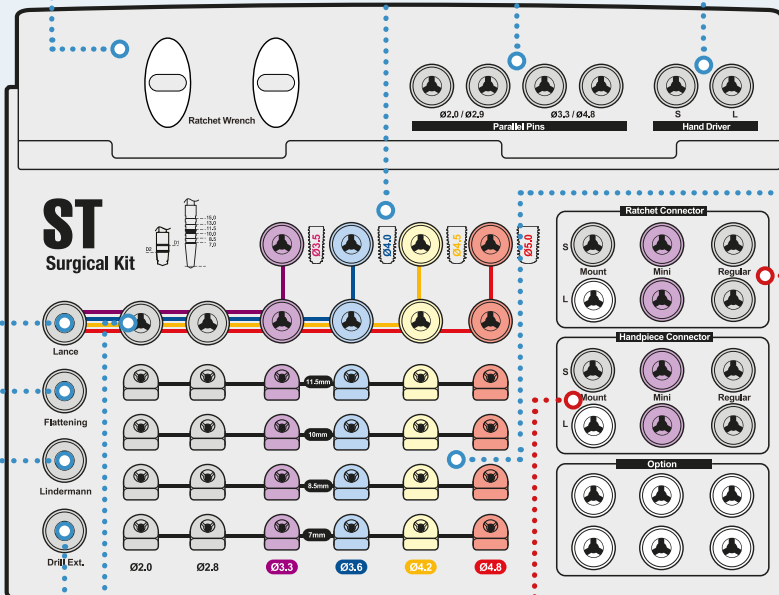 Ratchet Wrench
Ø2.0 / Ø2.9 Ø3.3 / Ø4.8
Parallel Pins
S L
Hand Driver
ST
Surgical Kit
D2 D1
15,0
13,0
11,5
10,0
8,5
7,0
Ø3.5 Ø4.0 Ø4.5 Ø5.0
Ratchet Connector
S
Mount Mini Regular
L
Lance
Handpiece Connector
S
Mount Mini Regular
L
Flattening
11.5mm
10mm
Lindermann
8.5mm
Option
Drill Ext.
7mm
Ø2.0 Ø2.8 Ø3.3 Ø3.6 Ø4.2 Ø4.8